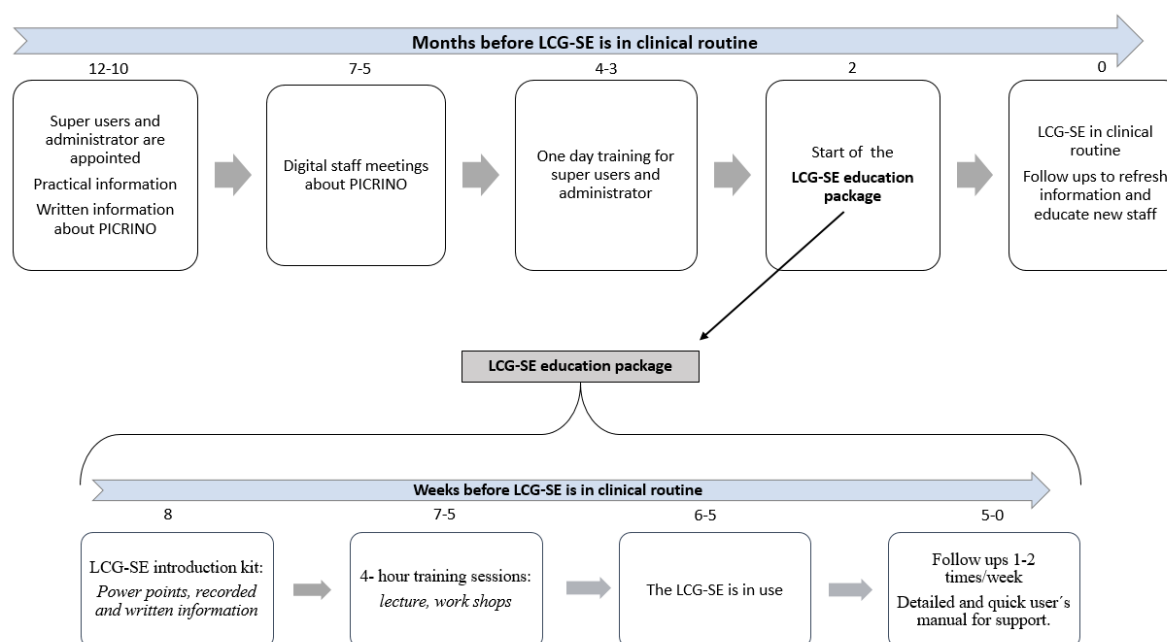 Months before LCG-SE is in clinical routine
12-10
7-5
4-3
2
0
Super users and
administrator are
appointed
Practical information
Written information
about PICRINO
Digital staff meetings
about PICRINO
One day training for
super users and
administrator
Start of the
LCG-SE education
package
LCG-SE in clinical
routine
Follow ups to refresh
information and
educate new staff
LCG-SE education package
Weeks before LCG-SE is in clinical routine
8
7-5
6-5
5-0
LCG-SE introduction kit:
Power points, recorded
and written information
4- hour training sessions:
lecture, work shops
The LCG-SE is in use
Follow ups 1-2
times/week
Detailed and quick user´s
manual for support.